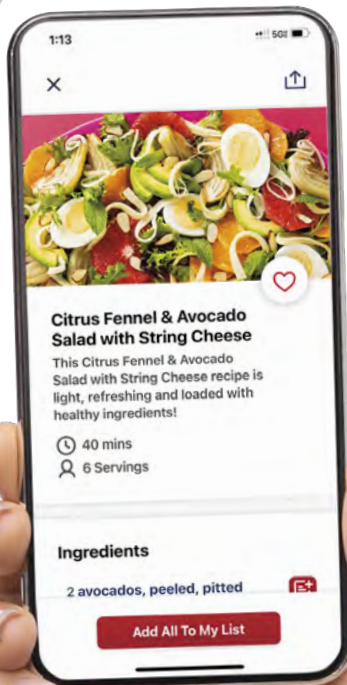 1:13
5GE
Citrus Fennel & Avocado
Salad with String Cheese
This Citrus Fennel & Avocado
Salad with String Cheese recipe is
light, refreshing and loaded with
healthy ingredients!
40 mins
6 Servings
Ingredients
2 avocados, peeled, pitted
Add All To My List